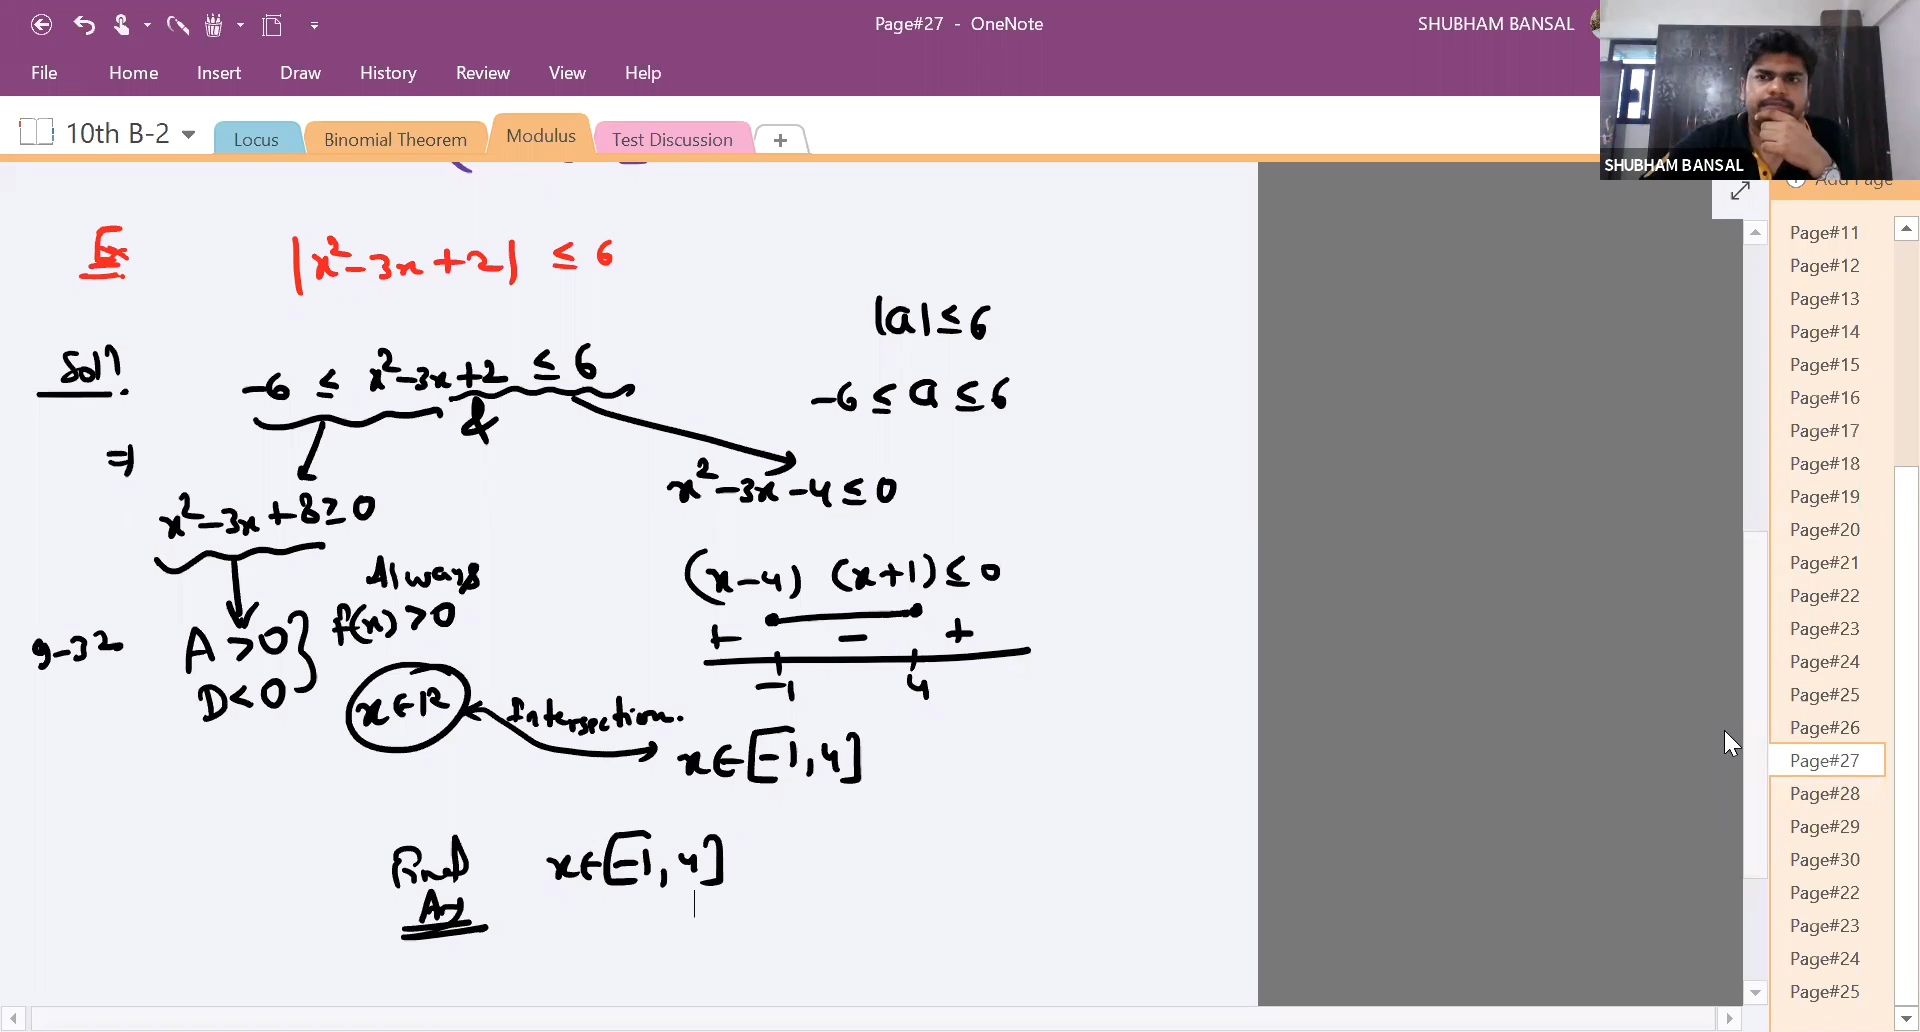 Page#27 - OneNote
SHUBHAM BANSAL
File Home Insert Draw History Review View Help
10th B-2
Locus
Binomial Theorem
Modulus
Test Discussion
+
SHUBHAM BANSAL
Add Page
Page#11
Page#12
Page#13
Page#14
Page#15
Page#16
Page#17
Page#18
Page#19
Page#20
Page#21
Page#22
Page#23
Page#24
Page#25
Page#26
Page#27
Page#28
Page#29
Page#30
Page#22
Page#23
Page#24
Page#25
Ex |x²-3x+2| ≤ 6
|a| ≤ 6
Solⁿ.
-6 ≤ x²-3x+2 ≤ 6
&
-6 ≤ a ≤ 6
⇒
x²-3x+8 ≥ 0
x²-3x-4 ≤ 0
Always
f(x) > 0
(x-4) (x+1) ≤ 0
9-32
A > 0
D < 0
+ - +
-1 4
x∈R
Intersection.
x∈[-1,4]
Final x∈[-1,4]
Ans